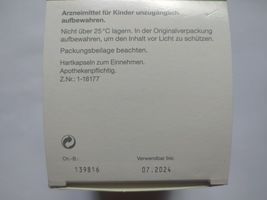 Arzneimittel für Kinder unzugänglich
aufbewahren.
Nicht über 25 °C lagern. In der Originalverpackung
aufbewahren, um den Inhalt vor Licht zu schützen.
Packungsbeilage beachten.
Hartkapseln zum Einnehmen.
Apothekenpflichtig.
Z.Nr.: 1-18177
Ch.-B.:
Verwendbar bis:
139816
07.2024